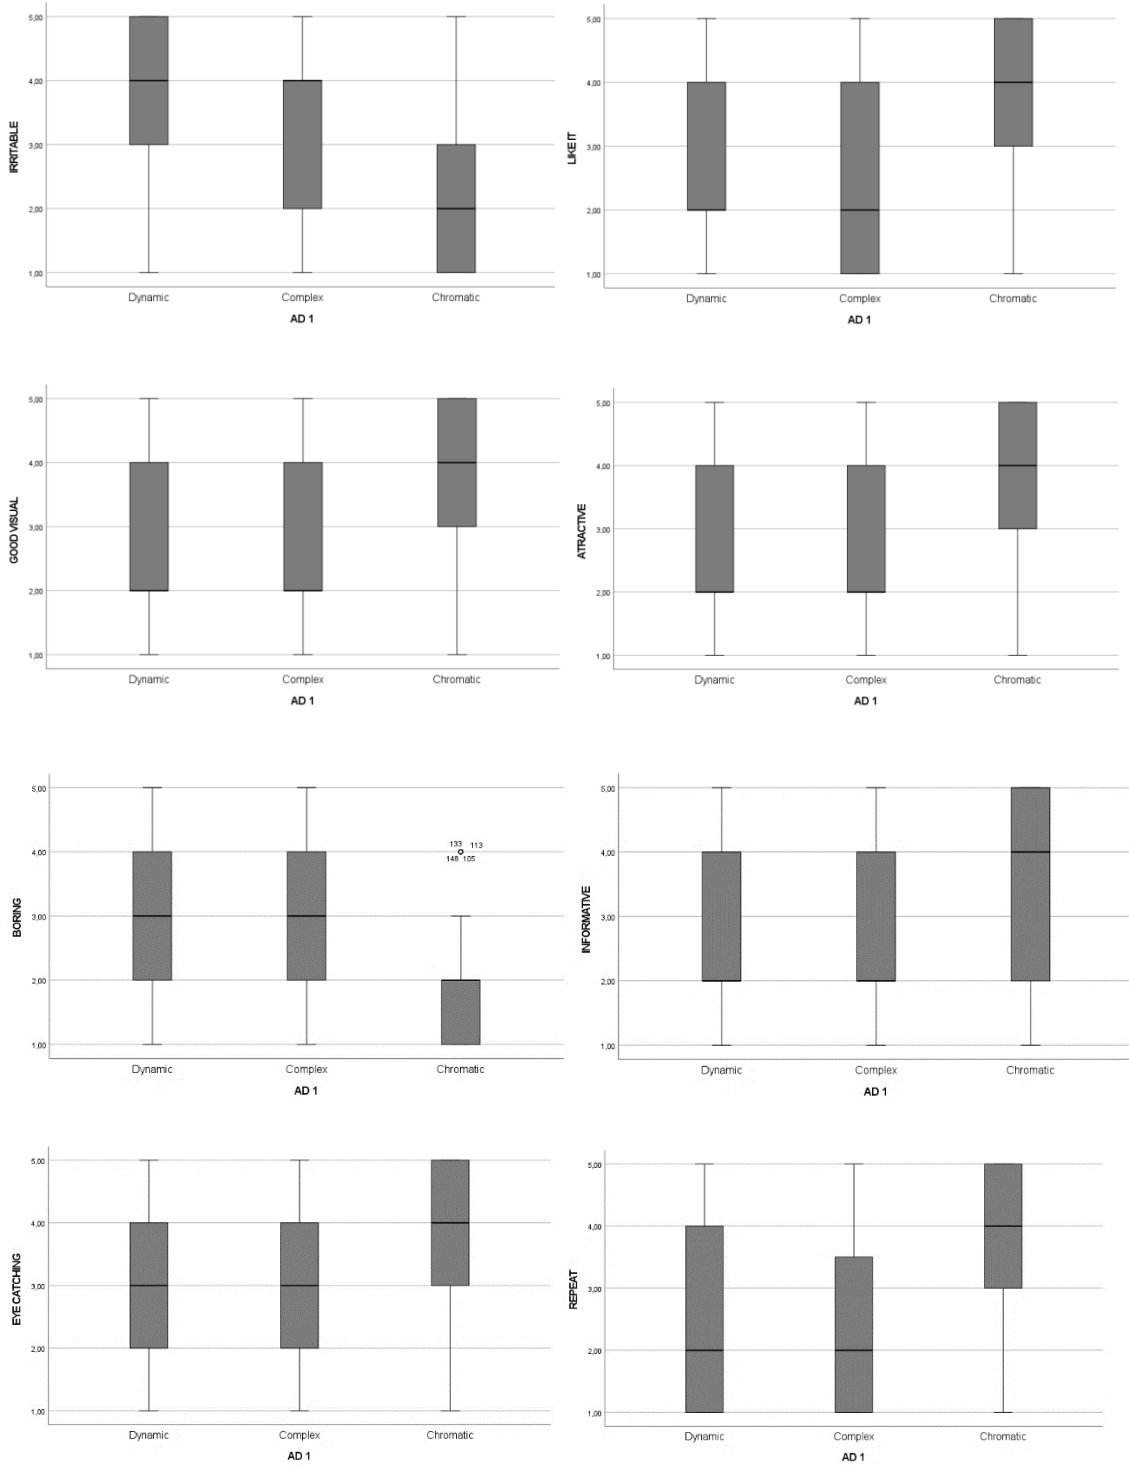 IRRITABLE
5,00
4,00
3,00
2,00
1,00
Dynamic Complex Chromatic
AD 1
LIKE IT
5,00
4,00
3,00
2,00
1,00
Dynamic Complex Chromatic
AD 1
GOOD VISUAL
5,00
4,00
3,00
2,00
1,00
Dynamic Complex Chromatic
AD 1
ATRACTIVE
5,00
4,00
3,00
2,00
1,00
Dynamic Complex Chromatic
AD 1
BORING
5,00
4,00
3,00
2,00
1,00
133 113
148 105
Dynamic Complex Chromatic
AD 1
INFORMATIVE
5,00
4,00
3,00
2,00
1,00
Dynamic Complex Chromatic
AD 1
EYE CATCHING
5,00
4,00
3,00
2,00
1,00
Dynamic Complex Chromatic
AD 1
REPEAT
5,00
4,00
3,00
2,00
1,00
Dynamic Complex Chromatic
AD 1